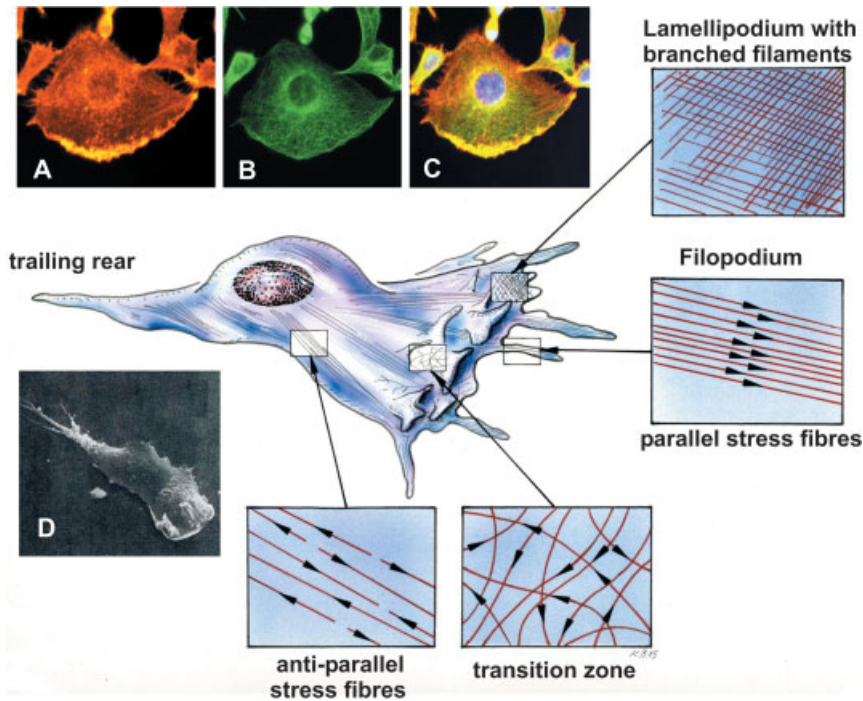 Lamellipodium with
branched filaments
A
B
C
trailing rear
Filopodium
parallel stress fibres
D
anti-parallel
stress fibres
transition zone